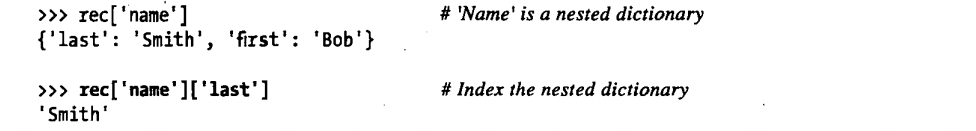 >>> rec['name'] # 'Name' is a nested dictionary
{'last': 'Smith', 'first': 'Bob'}
>>> rec['name']['last'] # Index the nested dictionary
'Smith'